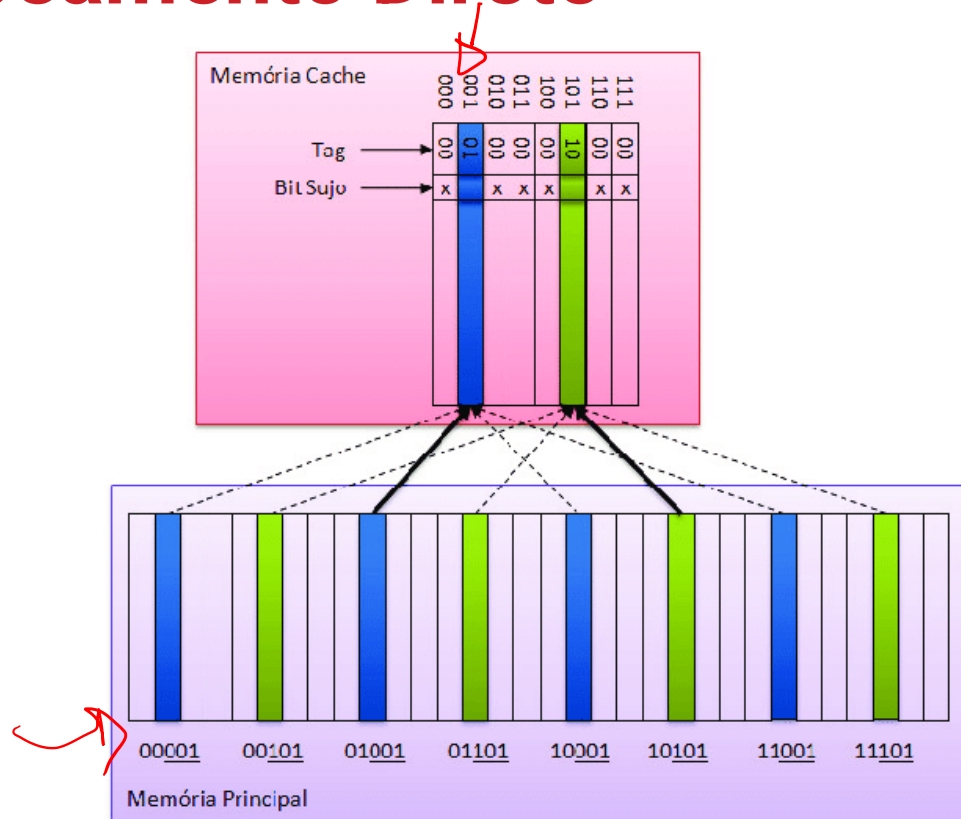 Memória Cache
000 001 010 011 100 101 110 111
Tag
00 01 00 00 00 10 00 00
Bit Sujo
x x x x x x
00001 00101 01001 01101 10001 10101 11001 11101
Memória Principal